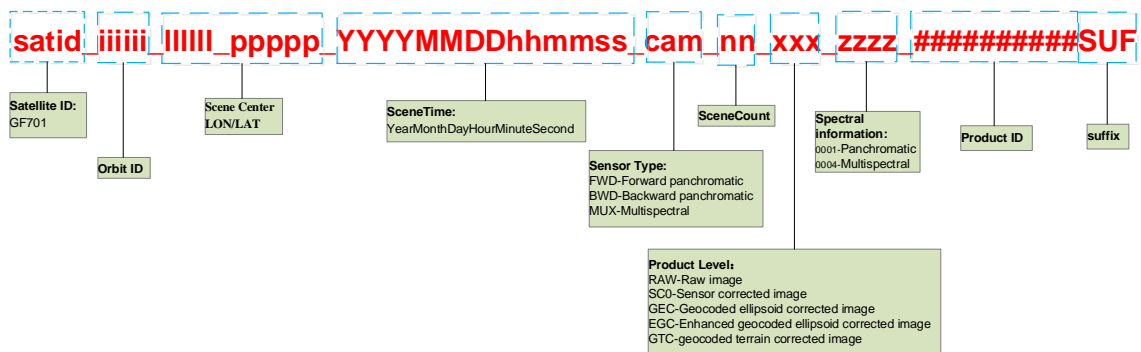 satid_iiiiii_llllll_ppppp_YYYYMMDDhhmmss_cam_nn_xxx_zzzz_##########SUF
Satellite ID:
GF701
Orbit ID
Scene Center
LON/LAT
SceneTime:
YearMonthDayHourMinuteSecond
Sensor Type:
FWD-Forward panchromatic
BWD-Backward panchromatic
MUX-Multispectral
SceneCount
Product Level：
RAW-Raw image
SC0-Sensor corrected image
GEC-Geocoded ellipsoid corrected image
EGC-Enhanced geocoded ellipsoid corrected image
GTC-geocoded terrain corrected image
Spectral
information:
0001-Panchromatic
0004-Multispectral
Product ID
suffix